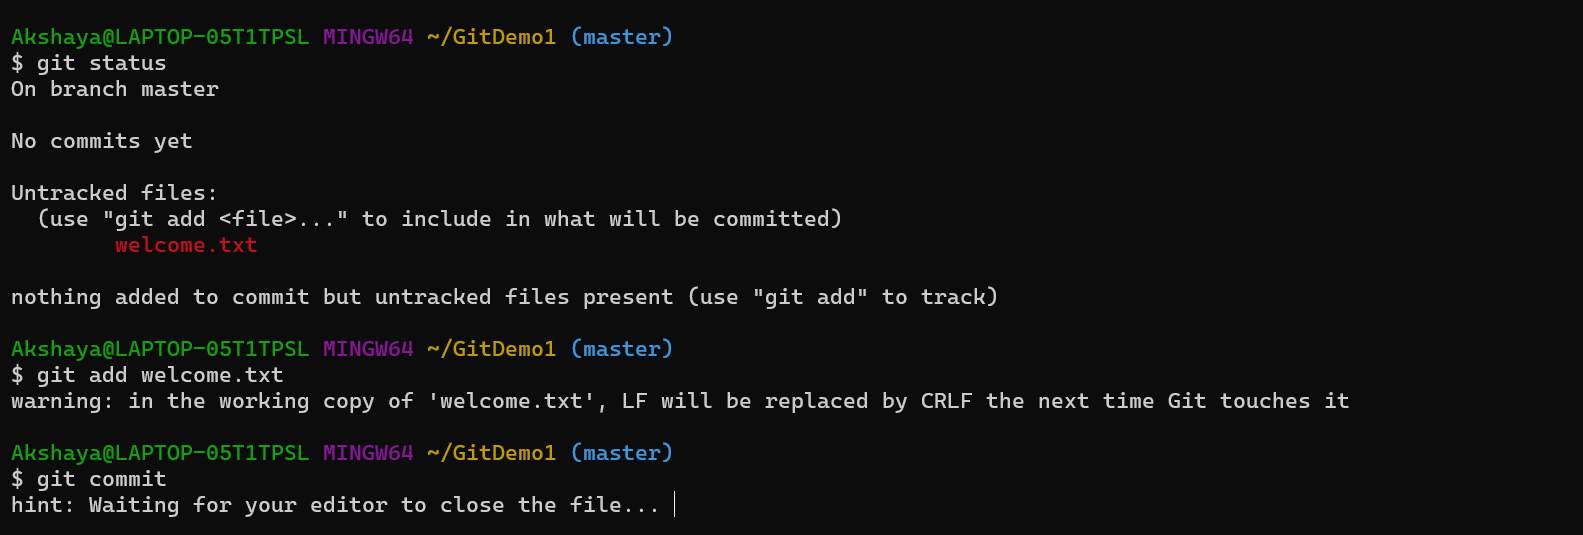 Akshaya@LAPTOP-05T1TPSL MINGW64 ~/GitDemo1 (master)
$ git status
On branch master
No commits yet
Untracked files:
  (use "git add <file>..." to include in what will be committed)
        welcome.txt
nothing added to commit but untracked files present (use "git add" to track)
Akshaya@LAPTOP-05T1TPSL MINGW64 ~/GitDemo1 (master)
$ git add welcome.txt
warning: in the working copy of 'welcome.txt', LF will be replaced by CRLF the next time Git touches it
Akshaya@LAPTOP-05T1TPSL MINGW64 ~/GitDemo1 (master)
$ git commit
hint: Waiting for your editor to close the file...